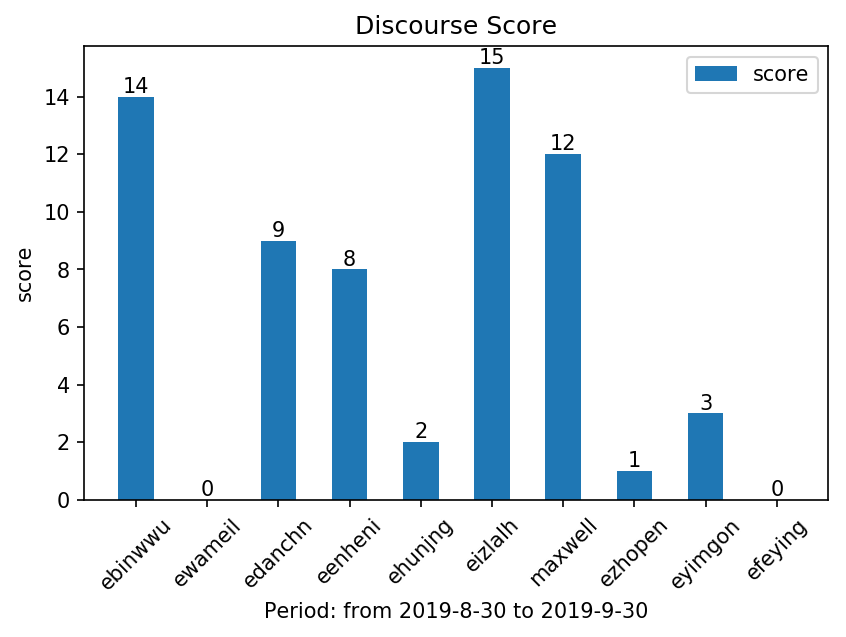 Discourse Score
score
14
12
10
8
6
4
2
0
score
14
0
9
8
2
15
12
1
3
0
ebinwwu
ewameil
edanchn
eenheni
ehunjng
eizlalh
maxwell
ezhopen
eyimgon
efeying
Period: from 2019-8-30 to 2019-9-30